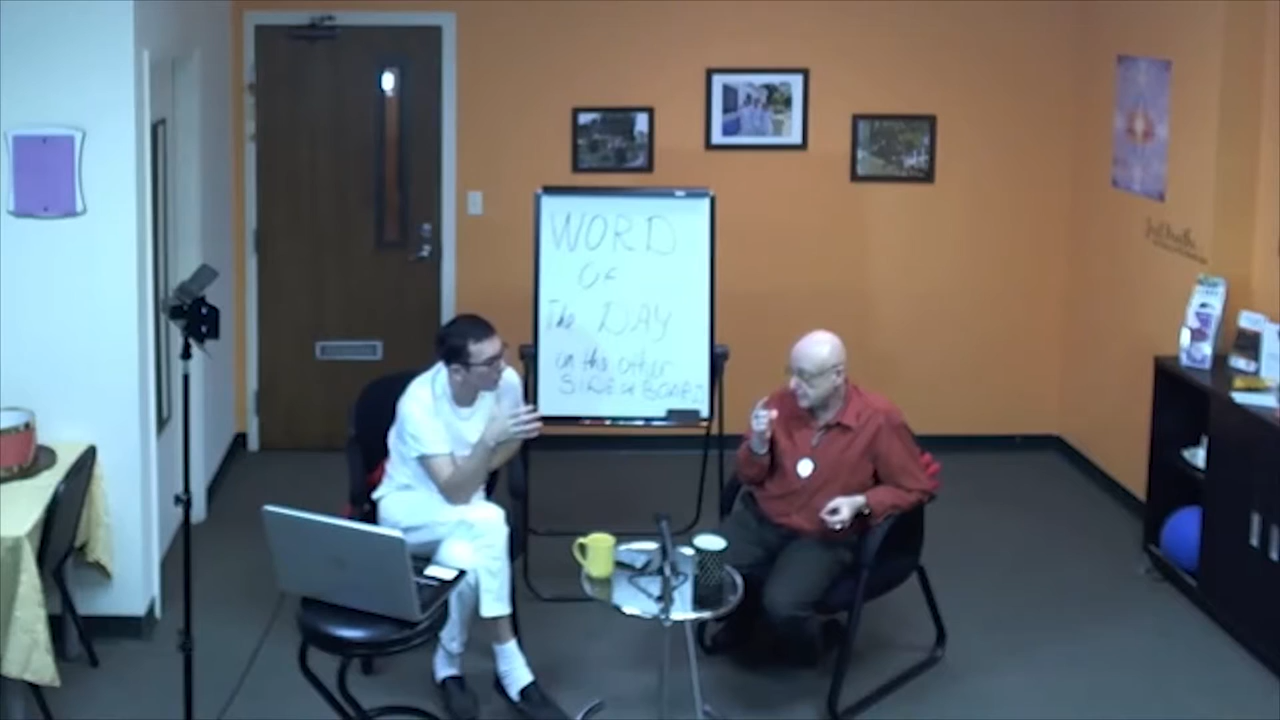 WORD
OF
The DAY
in the other
SIDE OF BOARD